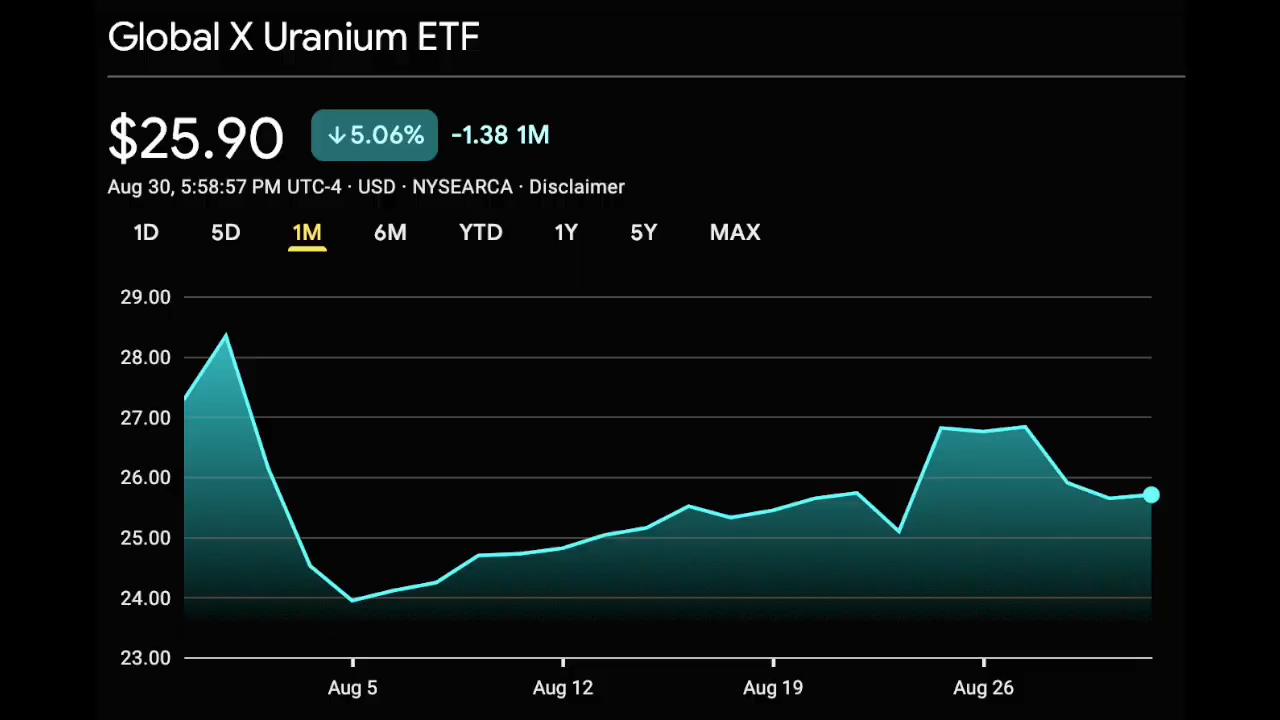 Global X Uranium ETF
$25.90 ↓5.06% -1.38 1M
Aug 30, 5:58:57 PM UTC-4 · USD · NYSEARCA · Disclaimer
1D 5D 1M 6M YTD 1Y 5Y MAX
29.00
28.00
27.00
26.00
25.00
24.00
23.00
Aug 5 Aug 12 Aug 19 Aug 26